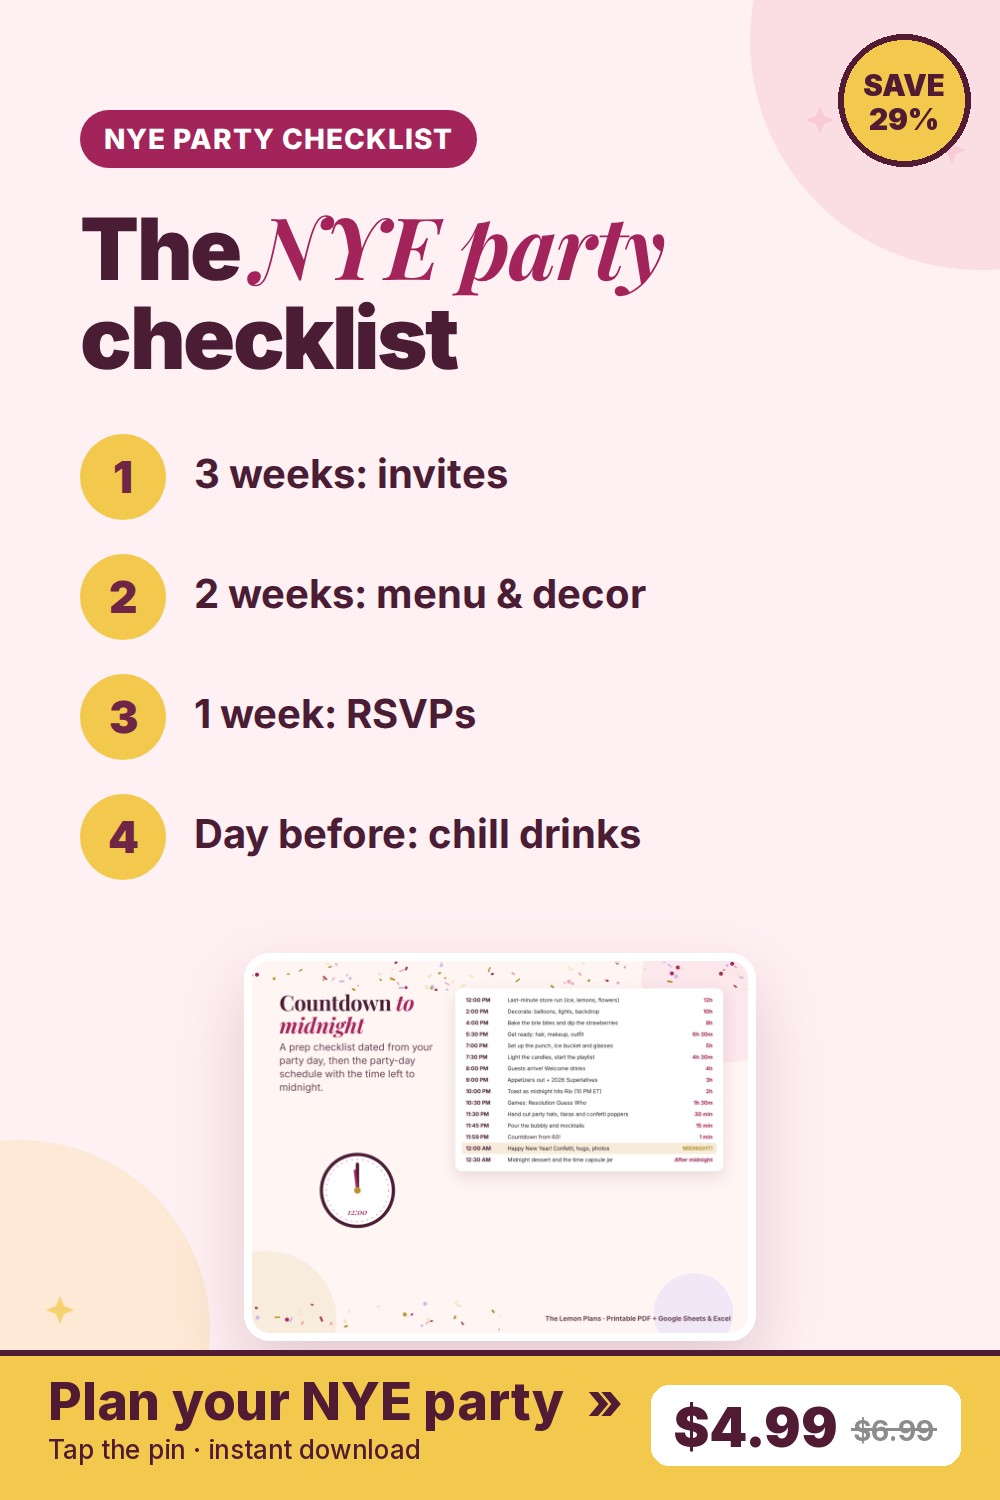 SAVE
29%
NYE PARTY CHECKLIST
The NYE party
checklist
1 3 weeks: invites
2 2 weeks: menu & decor
3 1 week: RSVPs
4 Day before: chill drinks
Countdown to
midnight
A prep checklist dated from your
party day, then the party-day
schedule with the time left to
midnight.
12:00 PM Last-minute store run (ice, lemons, flowers) 12h
2:00 PM Decorate: balloons, lights, backdrop 10h
4:00 PM Bake the brie bites and dip the strawberries 8h
5:30 PM Get ready: hair, makeup, outfit 6h 30m
7:00 PM Set up the punch, ice bucket and glasses 5h
7:30 PM Light the candles, start the playlist 4h 30m
8:00 PM Guests arrive! Welcome drinks 4h
9:00 PM Appetizers out + 2026 Superlatives 3h
10:00 PM Toast as midnight hits Rio (10 PM ET) 2h
10:30 PM Games: Resolution Guess Who 1h 30m
11:30 PM Hand out party hats, tiaras and confetti poppers 30 min
11:45 PM Pour the bubbly and mocktails 15 min
11:59 PM Countdown from 60! 1 min
12:00 AM Happy New Year! Confetti, hugs, photos MIDNIGHT!
12:30 AM Midnight dessert and the time capsule jar After midnight
12:00
The Lemon Plans · Printable PDF + Google Sheets & Excel
Plan your NYE party »
Tap the pin · instant download
$4.99 $6.99